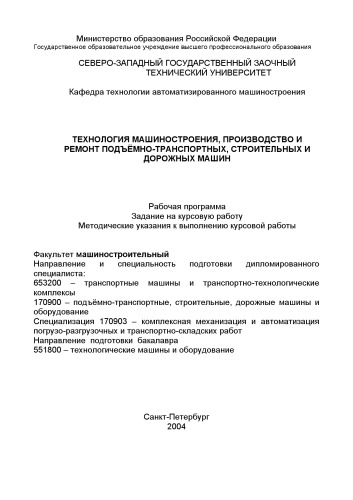 Министерство образования Российской Федерации
Государственное образовательное учреждение высшего профессионального образования
СЕВЕРО-ЗАПАДНЫЙ ГОСУДАРСТВЕННЫЙ ЗАОЧНЫЙ
ТЕХНИЧЕСКИЙ УНИВЕРСИТЕТ
Кафедра технологии автоматизированного машиностроения
ТЕХНОЛОГИЯ МАШИНОСТРОЕНИЯ, ПРОИЗВОДСТВО И
РЕМОНТ ПОДЪЁМНО-ТРАНСПОРТНЫХ, СТРОИТЕЛЬНЫХ И
ДОРОЖНЫХ МАШИН
Рабочая программа
Задание на курсовую работу
Методические указания к выполнению курсовой работы
Факультет машиностроительный
Направление и специальность подготовки дипломированного
специалиста:
653200 – транспортные машины и транспортно-технологические
комплексы
170900 – подъёмно-транспортные, строительные, дорожные машины и
оборудование
Специализация 170903 – комплексная механизация и автоматизация
погрузо-разгрузочных и транспортно-складских работ
Направление подготовки бакалавра
551800 – технологические машины и оборудование
Санкт-Петербург
2004